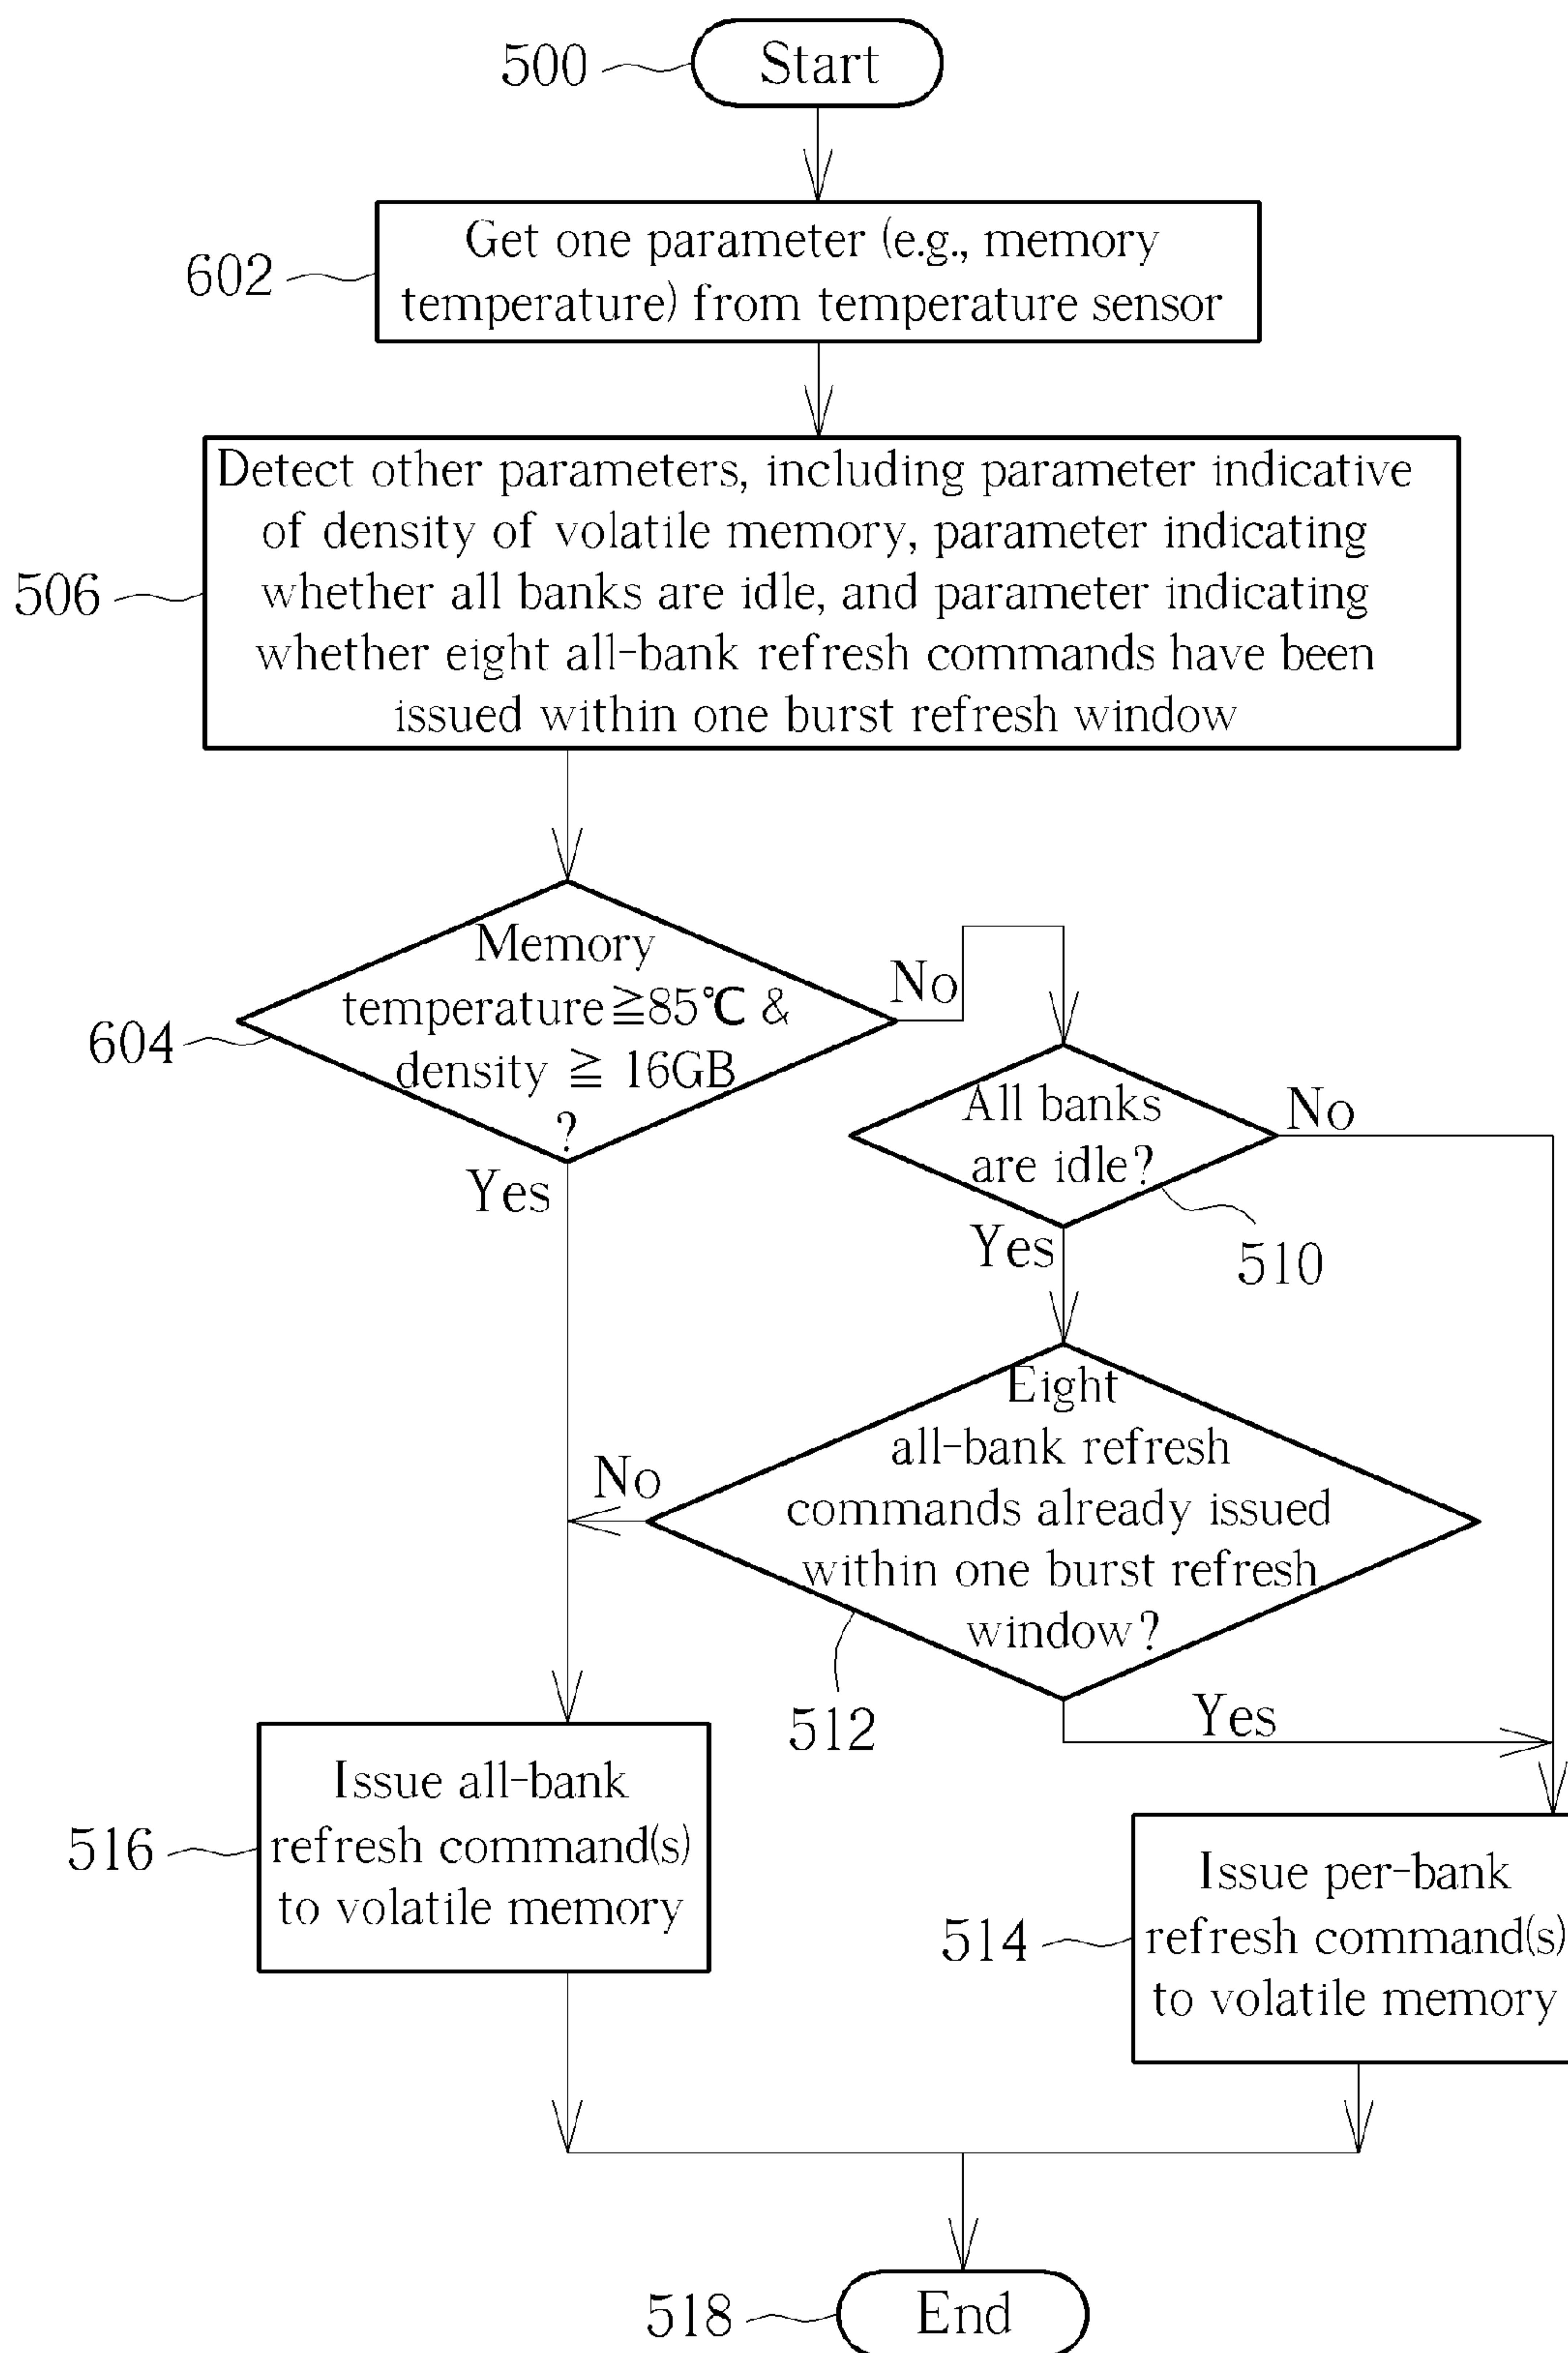 500
Start
602
Get one parameter (e.g., memory
temperature) from temperature sensor
506
Detect other parameters, including parameter indicative
of density of volatile memory, parameter indicating
whether all banks are idle, and parameter indicating
whether eight all-bank refresh commands have been
issued within one burst refresh window
604
Memory
temperature≧85℃ &
density ≧ 16GB
?
No
Yes
All banks
are idle?
No
Yes
510
Eight
all-bank refresh
commands already issued
within one burst refresh
window?
No
512
Yes
516
Issue all-bank
refresh command(s)
to volatile memory
514
Issue per-bank
refresh command(s)
to volatile memory
518
End